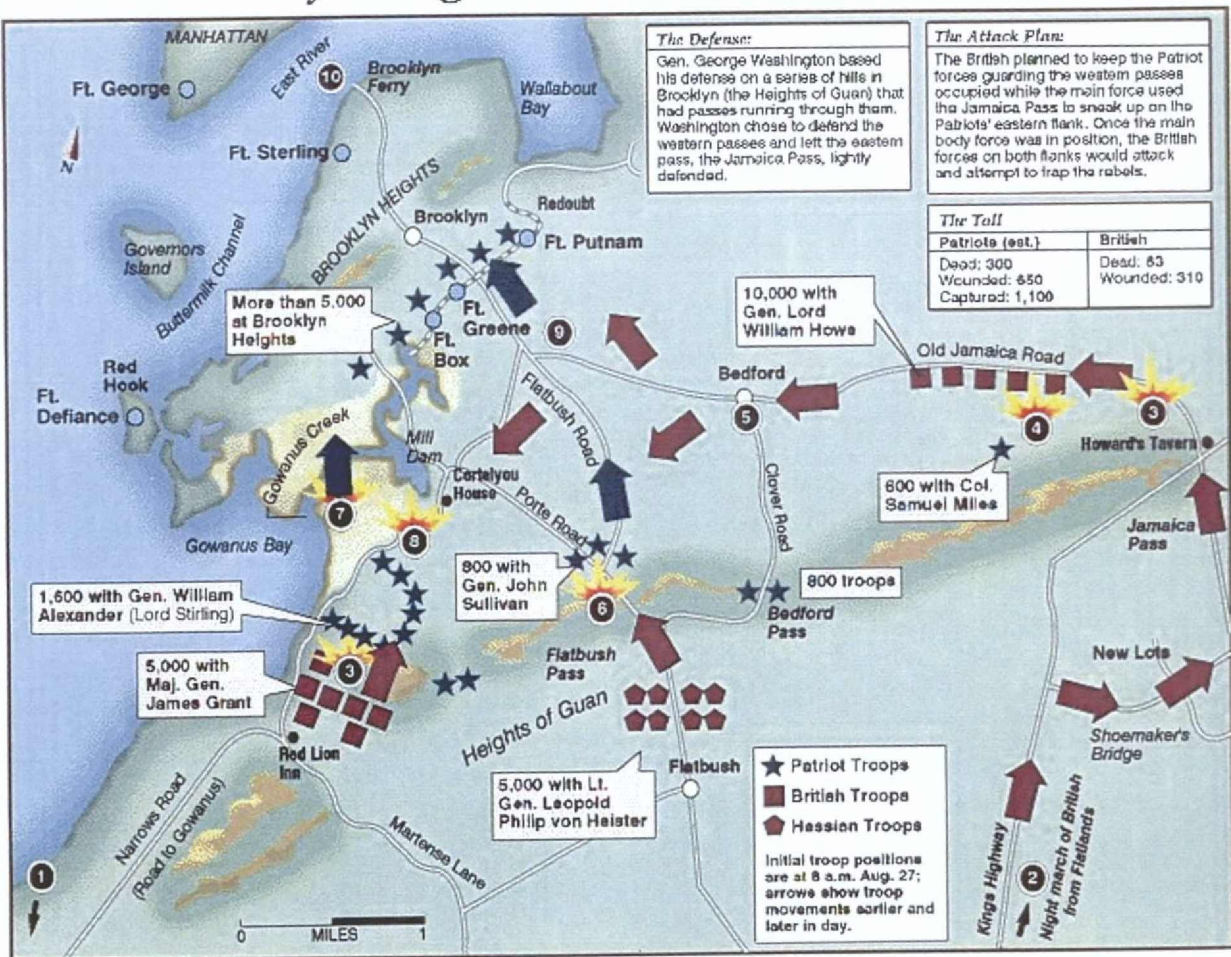 MANHATTAN
East River
10
Brooklyn
Ferry
Ft. George
Wallabout
Bay
N
Ft. Sterling
BROOKLYN HEIGHTS
Redoubt
Brooklyn
Ft. Putnam
Governors
Island
Buttermilk Channel
More than 5,000
at Brooklyn
Heights
Ft.
Greene
Ft.
Box
9
Red
Hook
Ft.
Defiance
The Defense:
Gen. George Washington based
his defense on a series of hills in
Brooklyn (the Heights of Guan) that
had passes running through them.
Washington chose to defend the
western passes and left the eastern
pass, the Jamaica Pass, lightly
defended.
The Attack Plan:
The British planned to keep the Patriot
forces guarding the western passes
occupied while the main force used
the Jamaica Pass to sneak up on the
Patriots' eastern flank. Once the main
body force was in position, the British
forces on both flanks would attack
and attempt to trap the rebels.
The Toll
Patriots (est.)
British
Dead: 300
Dead: 63
Wounded: 650
Wounded: 310
Captured: 1,100
10,000 with
Gen. Lord
William Howe
Old Jamaica Road
Bedford
5
4
3
Howard's Tavern
600 with Col.
Samuel Miles
Jamaica
Pass
Flatbush Road
Clover Road
Gowanus Creek
Mill
Dam
Cortelyou
House
Porte Road
7
8
Gowanus Bay
1,600 with Gen. William
Alexander (Lord Stirling)
800 with
Gen. John
Sullivan
6
800 troops
Bedford
Pass
5,000 with
Maj. Gen.
James Grant
3
Flatbush
Pass
Heights of Guan
New Lots
Shoemaker's
Bridge
Red Lion
Inn
Flatbush
5,000 with Lt.
Gen. Leopold
Philip von Heister
Narrows Road
(Road to Gowanus)
Martense Lane
1
0
MILES
1
Patriot Troops
British Troops
Hessian Troops
Initial troop positions
are at 8 a.m. Aug. 27;
arrows show troop
movements earlier and
later in day.
Kings Highway
2
Night march of British
from Flatlands